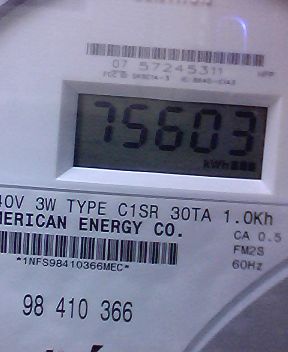 07 57245311
75603
kWh
40V 3W TYPE C1SR 30TA 1.0Kh
MERICAN ENERGY CO.
CA 0.5
FM2S
*1NFS98410366MEC*
60Hz
98 410 366